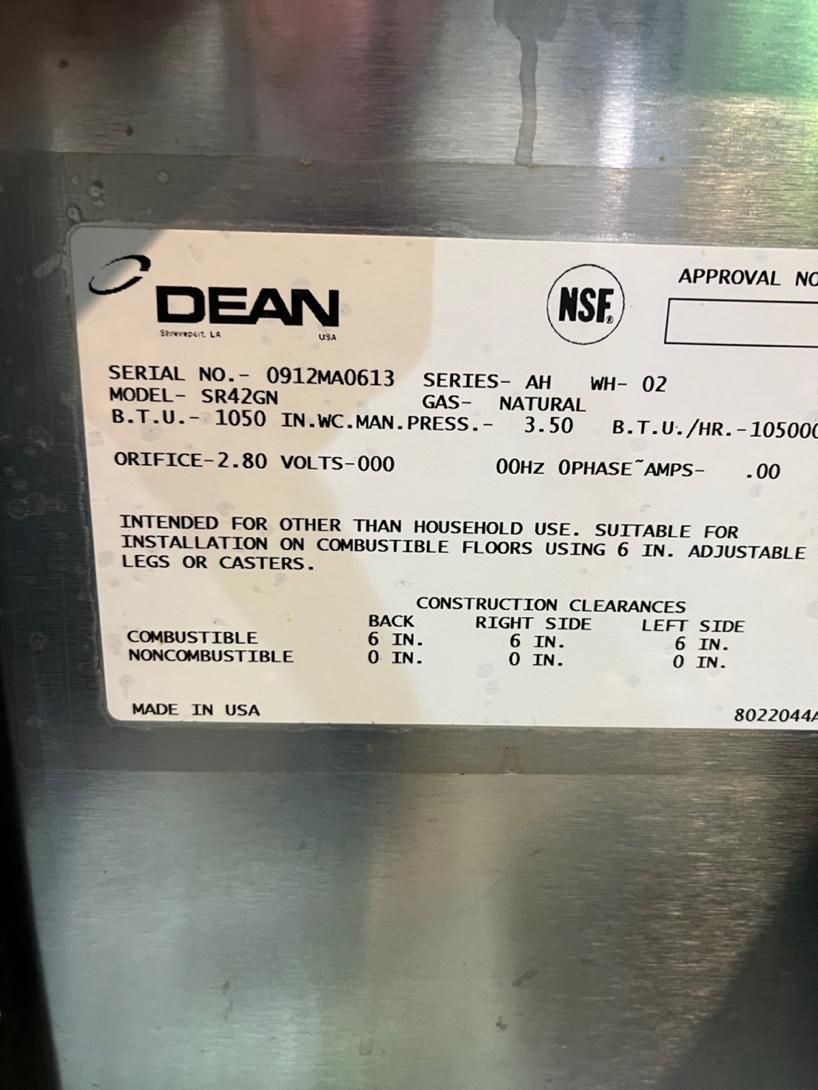 DEAN
Shreveport, LA USA
NSF®
APPROVAL NO
SERIAL NO.- 0912MA0613 SERIES- AH WH- 02
MODEL- SR42GN GAS- NATURAL
B.T.U.- 1050 IN.WC.MAN.PRESS.- 3.50 B.T.U./HR.-105000
ORIFICE-2.80 VOLTS-000 00HZ 0PHASE~AMPS- .00
INTENDED FOR OTHER THAN HOUSEHOLD USE. SUITABLE FOR
INSTALLATION ON COMBUSTIBLE FLOORS USING 6 IN. ADJUSTABLE
LEGS OR CASTERS.
CONSTRUCTION CLEARANCES
BACK RIGHT SIDE LEFT SIDE
COMBUSTIBLE 6 IN. 6 IN. 6 IN.
NONCOMBUSTIBLE 0 IN. 0 IN. 0 IN.
MADE IN USA 8022044A